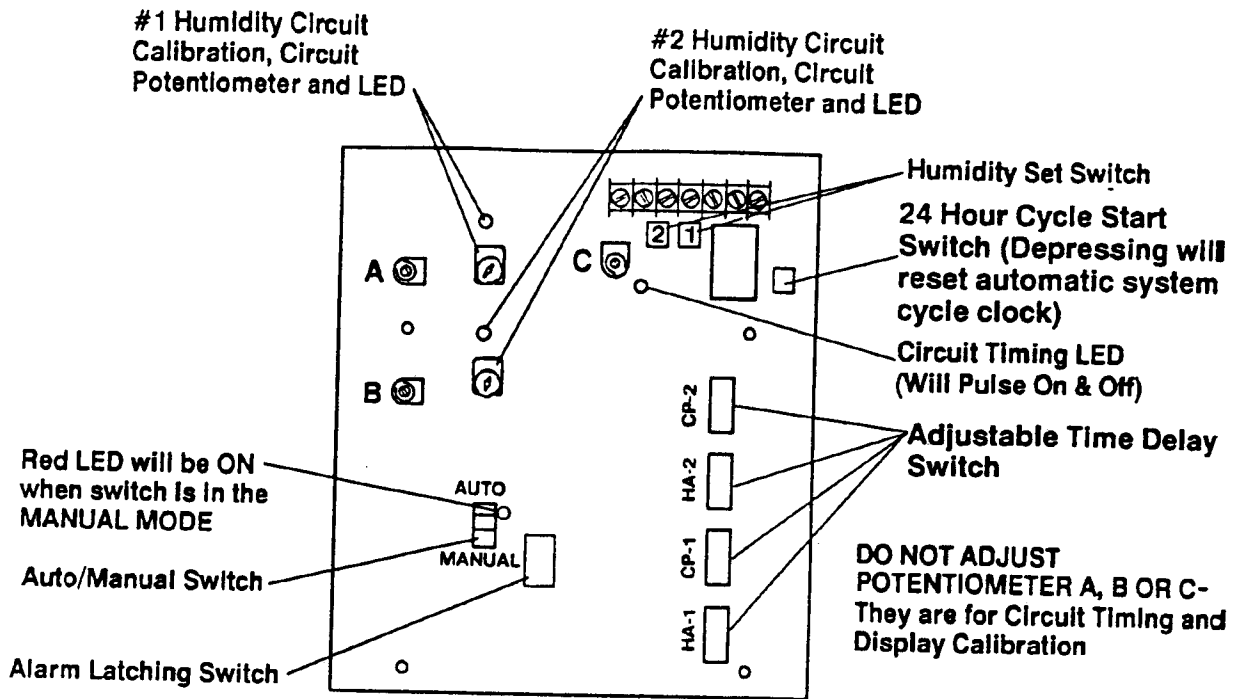 #1 Humidity Circuit
Calibration, Circuit
Potentiometer and LED
#2 Humidity Circuit
Calibration, Circuit
Potentiometer and LED
Humidity Set Switch
24 Hour Cycle Start
Switch (Depressing will
reset automatic system
cycle clock)
2 1
A
C
B
Circuit Timing LED
(Will Pulse On & Off)
CP-2
Adjustable Time Delay
Switch
HA-2
Red LED will be ON
when switch is in the
MANUAL MODE
AUTO
MANUAL
Auto/Manual Switch
CP-1
DO NOT ADJUST
POTENTIOMETER A, B OR C-
They are for Circuit Timing and
Display Calibration
HA-1
Alarm Latching Switch